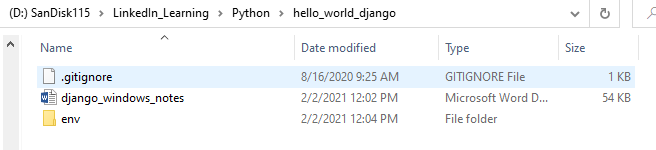 (D:) SanDisk115 > LinkedIn_Learning > Python > hello_world_django
Name Date modified Type Size
.gitignore 8/16/2020 9:25 AM GITIGNORE File 1 KB
django_windows_notes 2/2/2021 12:02 PM Microsoft Word D... 54 KB
env 2/2/2021 12:04 PM File folder